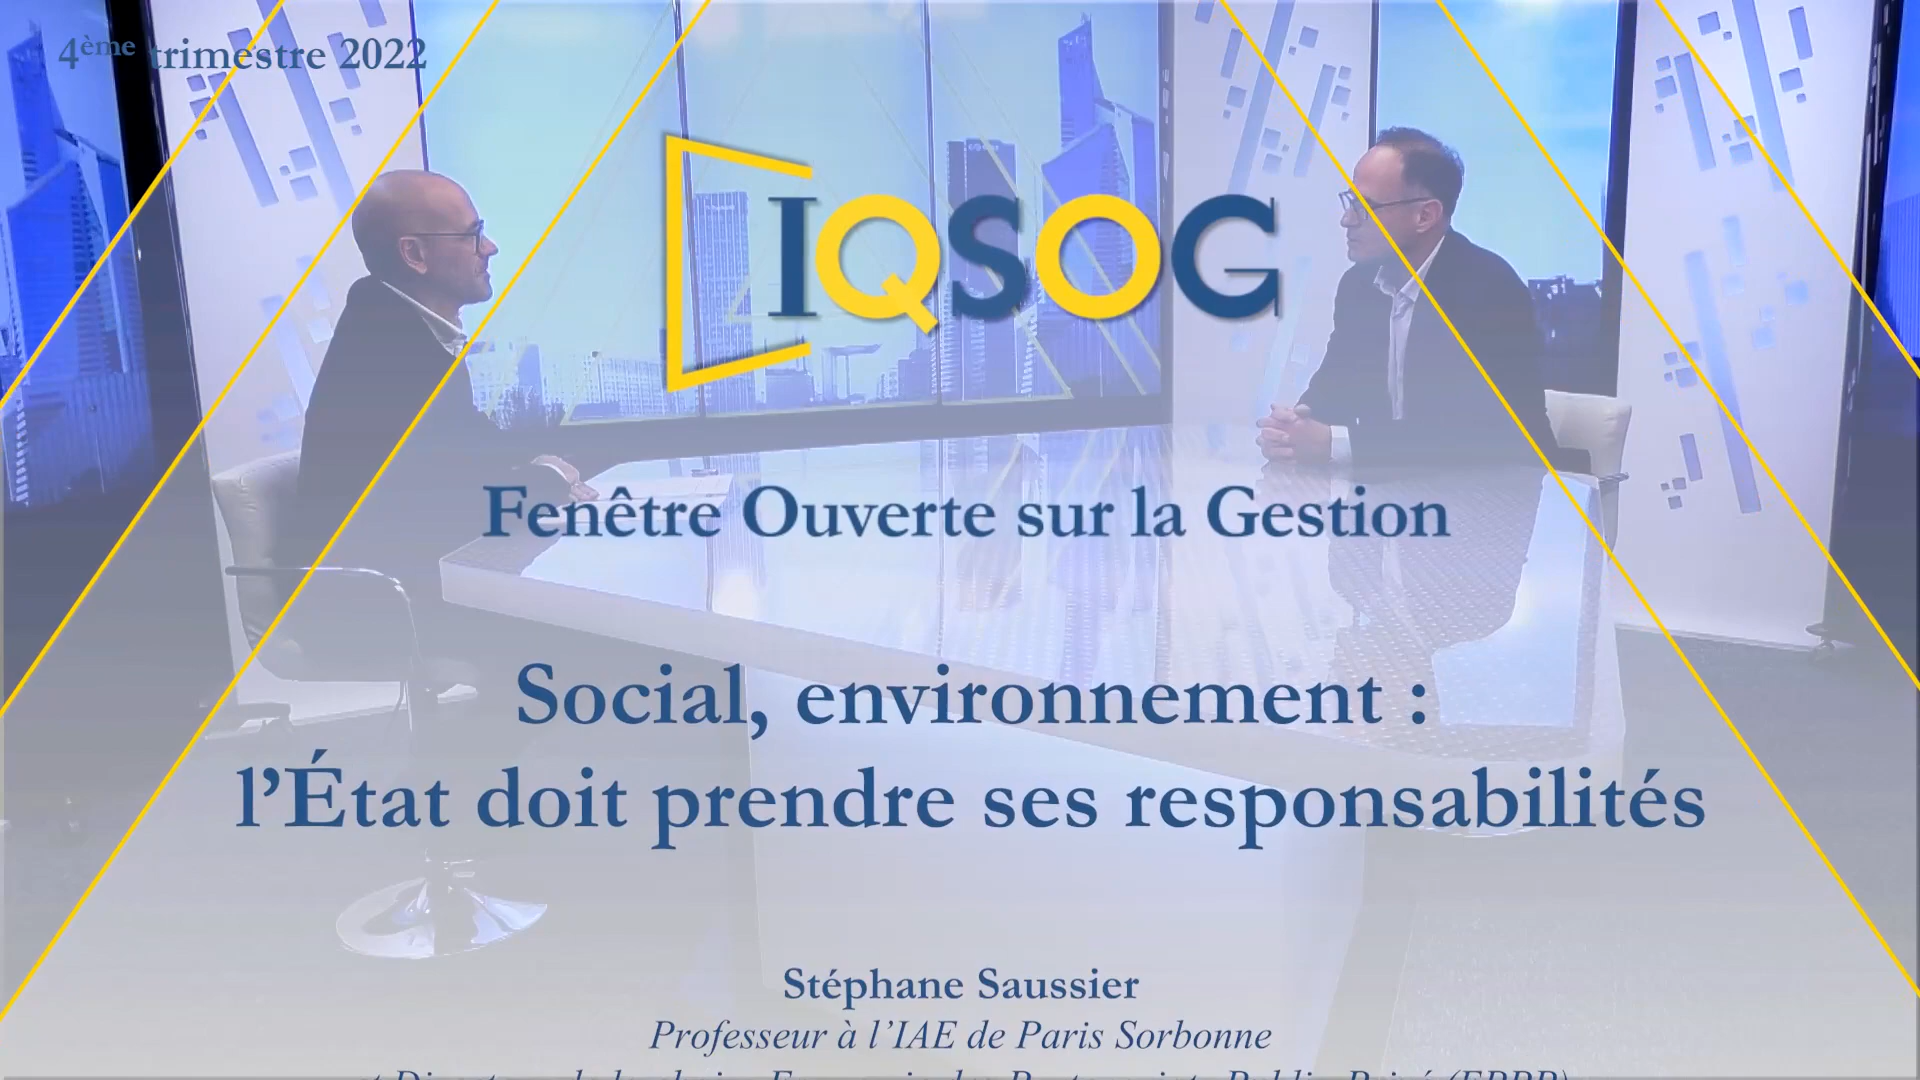 4ème trimestre 2022
IQSOG
Fenêtre Ouverte sur la Gestion
Social, environnement :
l’État doit prendre ses responsabilités
Stéphane Saussier
Professeur à l’IAE de Paris Sorbonne